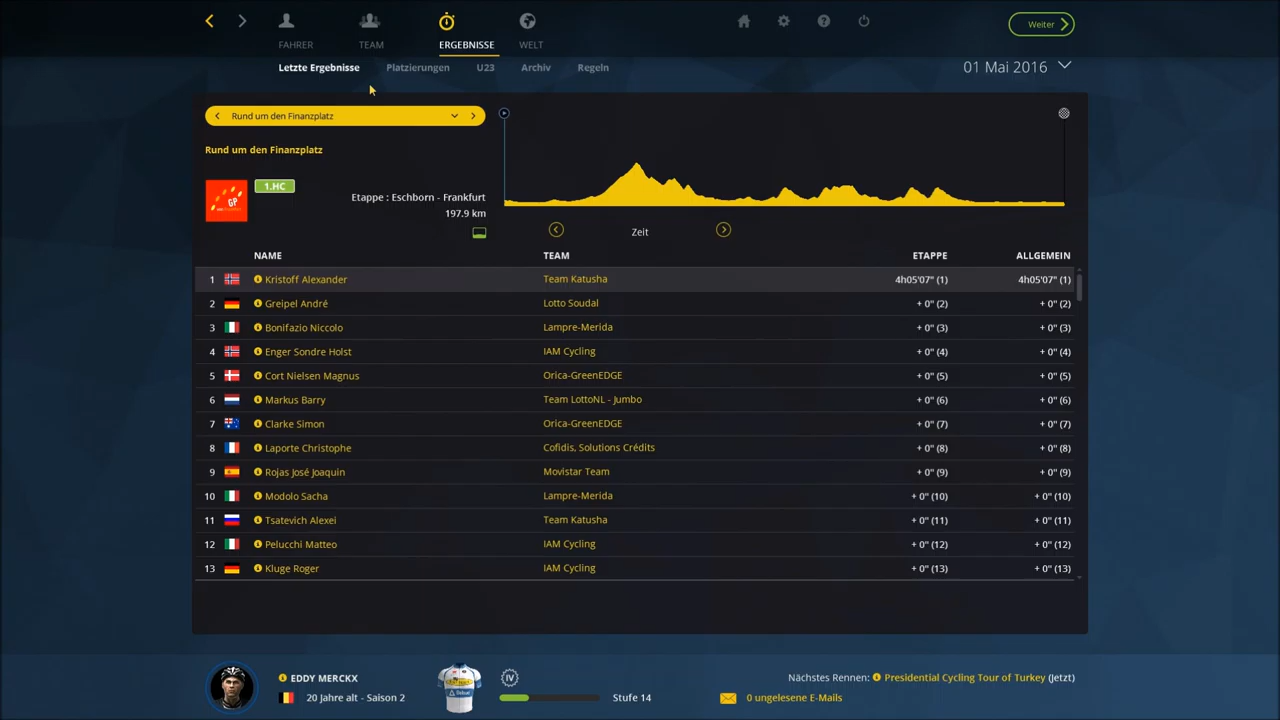 FAHRER TEAM ERGEBNISSE WELT Weiter
Letzte Ergebnisse Platzierungen U23 Archiv Regeln 01 Mai 2016
Rund um den Finanzplatz
Rund um den Finanzplatz
GP 1.HC
Etappe : Eschborn - Frankfurt
197.9 km
Zeit
NAME TEAM ETAPPE ALLGEMEIN
1 Kristoff Alexander Team Katusha 4h05'07" (1) 4h05'07" (1)
2 Greipel André Lotto Soudal + 0" (2) + 0" (2)
3 Bonifazio Niccolo Lampre-Merida + 0" (3) + 0" (3)
4 Enger Sondre Holst IAM Cycling + 0" (4) + 0" (4)
5 Cort Nielsen Magnus Orica-GreenEDGE + 0" (5) + 0" (5)
6 Markus Barry Team LottoNL - Jumbo + 0" (6) + 0" (6)
7 Clarke Simon Orica-GreenEDGE + 0" (7) + 0" (7)
8 Laporte Christophe Cofidis, Solutions Crédits + 0" (8) + 0" (8)
9 Rojas José Joaquin Movistar Team + 0" (9) + 0" (9)
10 Modolo Sacha Lampre-Merida + 0" (10) + 0" (10)
11 Tsatevich Alexei Team Katusha + 0" (11) + 0" (11)
12 Pelucchi Matteo IAM Cycling + 0" (12) + 0" (12)
13 Kluge Roger IAM Cycling + 0" (13) + 0" (13)
EDDY MERCKX IV Nächstes Rennen: Presidential Cycling Tour of Turkey (Jetzt)
20 Jahre alt - Saison 2 Stufe 14 0 ungelesene E-Mails